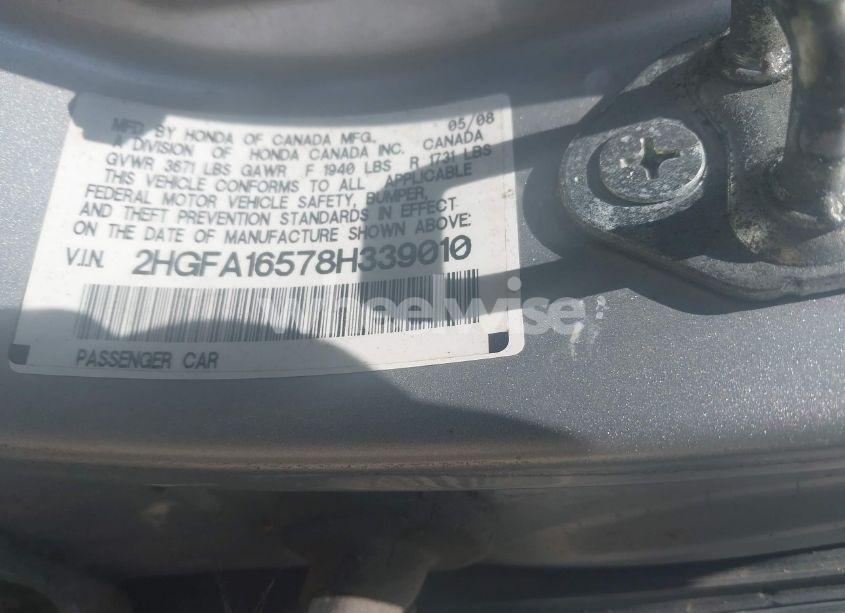 MFD BY HONDA OF CANADA MFG. 05/08
A DIVISION OF HONDA CANADA INC. CANADA
GVWR 3671 LBS GAWR F 1940 LBS R 1731 LBS
THIS VEHICLE CONFORMS TO ALL APPLICABLE
FEDERAL MOTOR VEHICLE SAFETY, BUMPER,
AND THEFT PREVENTION STANDARDS IN EFFECT
ON THE DATE OF MANUFACTURE SHOWN ABOVE:
V.I.N. 2HGFA16578H339010
wheelwise
PASSENGER CAR